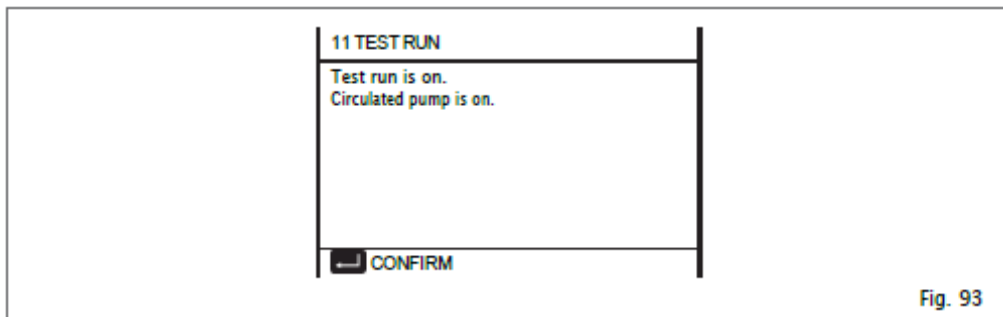 11 TEST RUN
Test run is on.
Circulated pump is on.
CONFIRM
Fig. 93